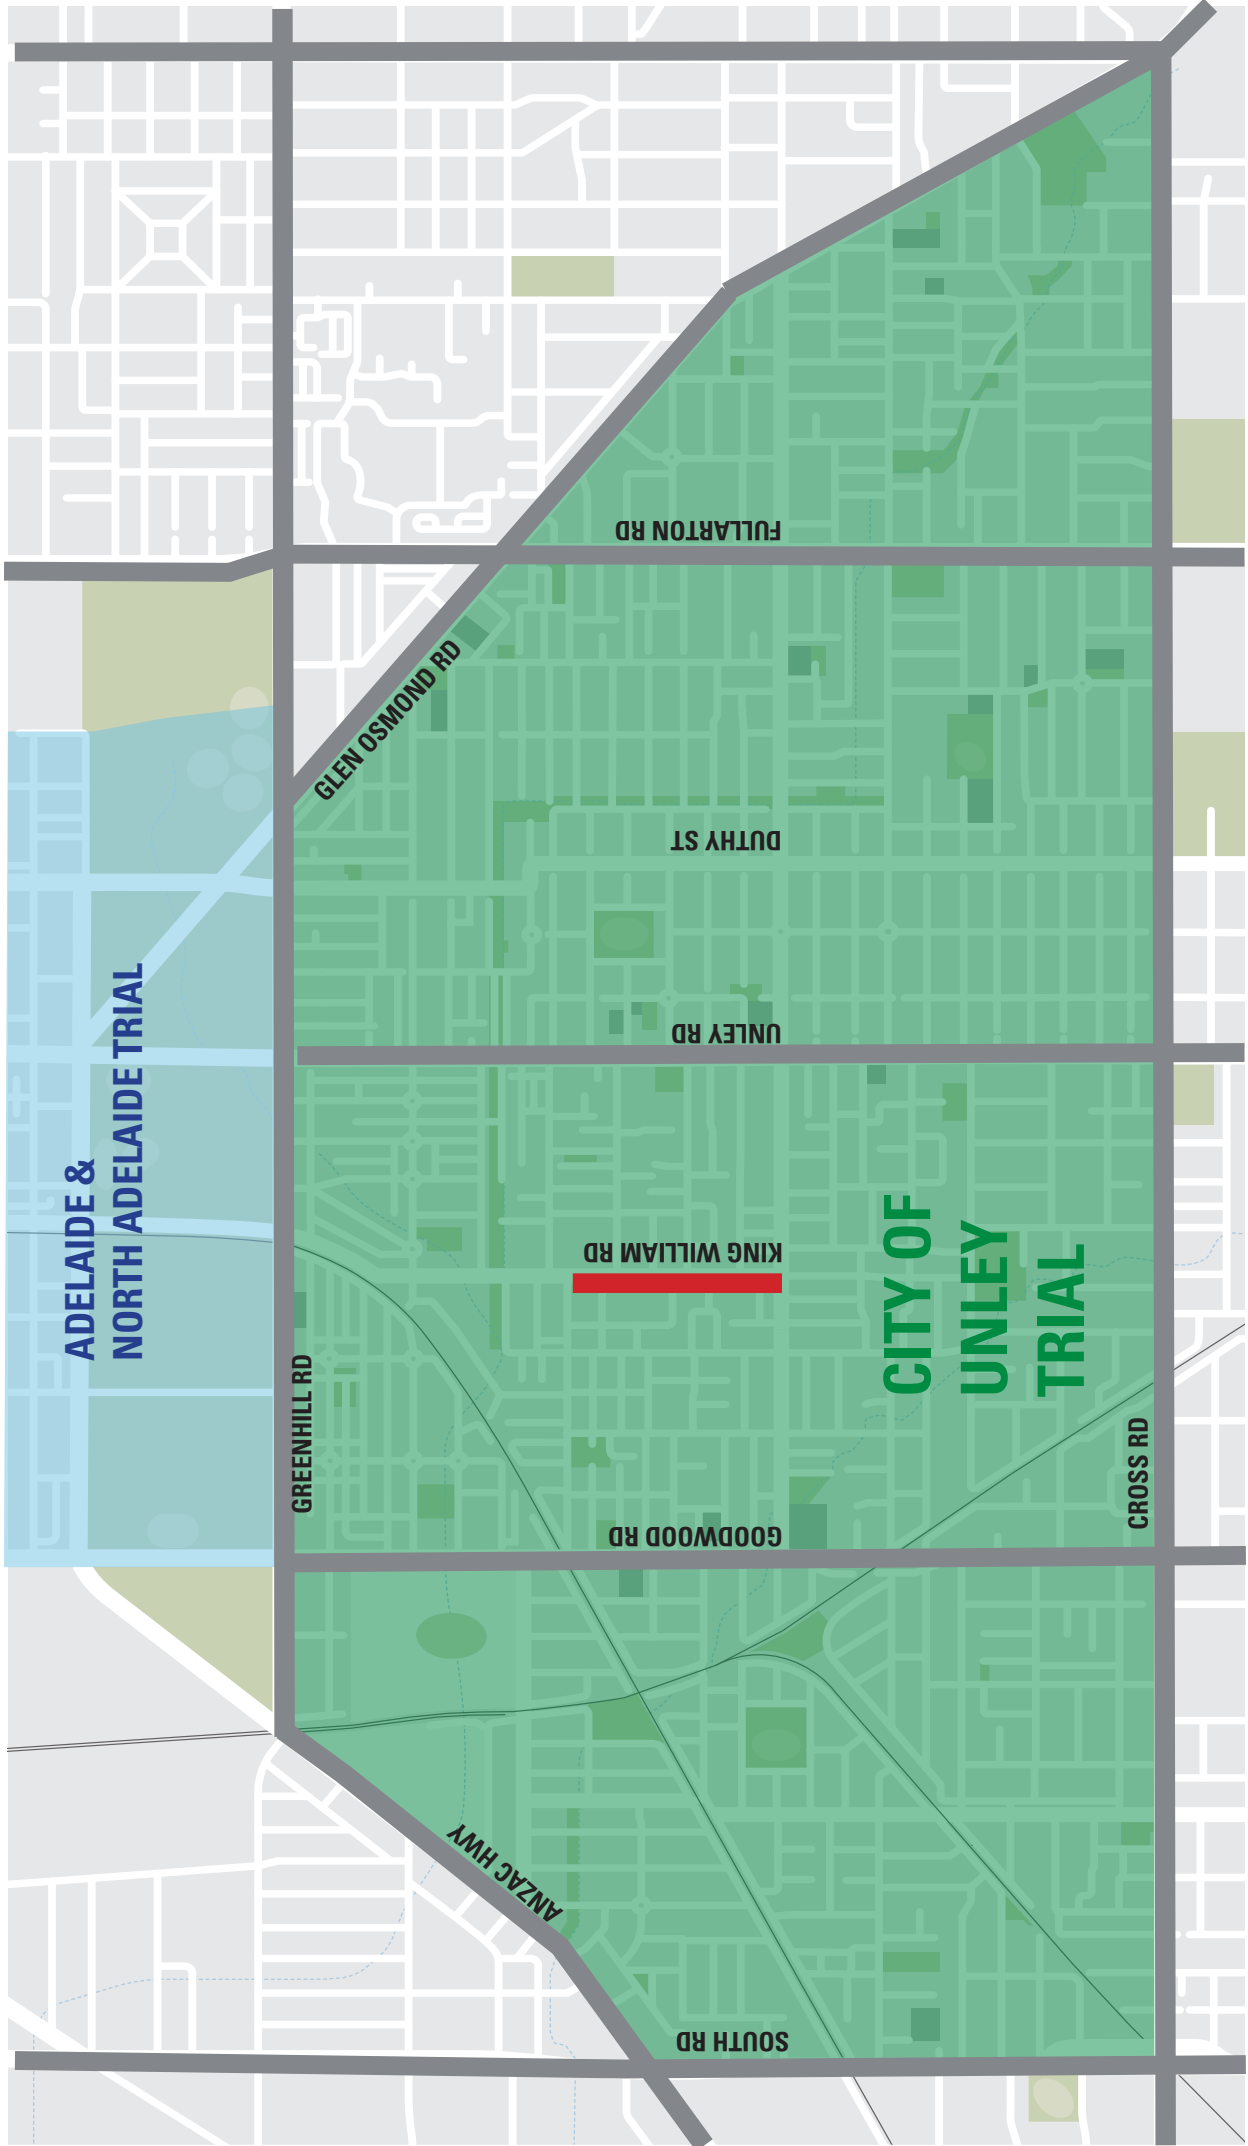 ADELAIDE &
NORTH ADELAIDE TRIAL
GREENHILL RD
ANZAC HWY
GLEN OSMOND RD
SOUTH RD
GOODWOOD RD
KING WILLIAM RD
UNLEY RD
DUTHY ST
FULLARTON RD
CITY OF
UNLEY
TRIAL
CROSS RD